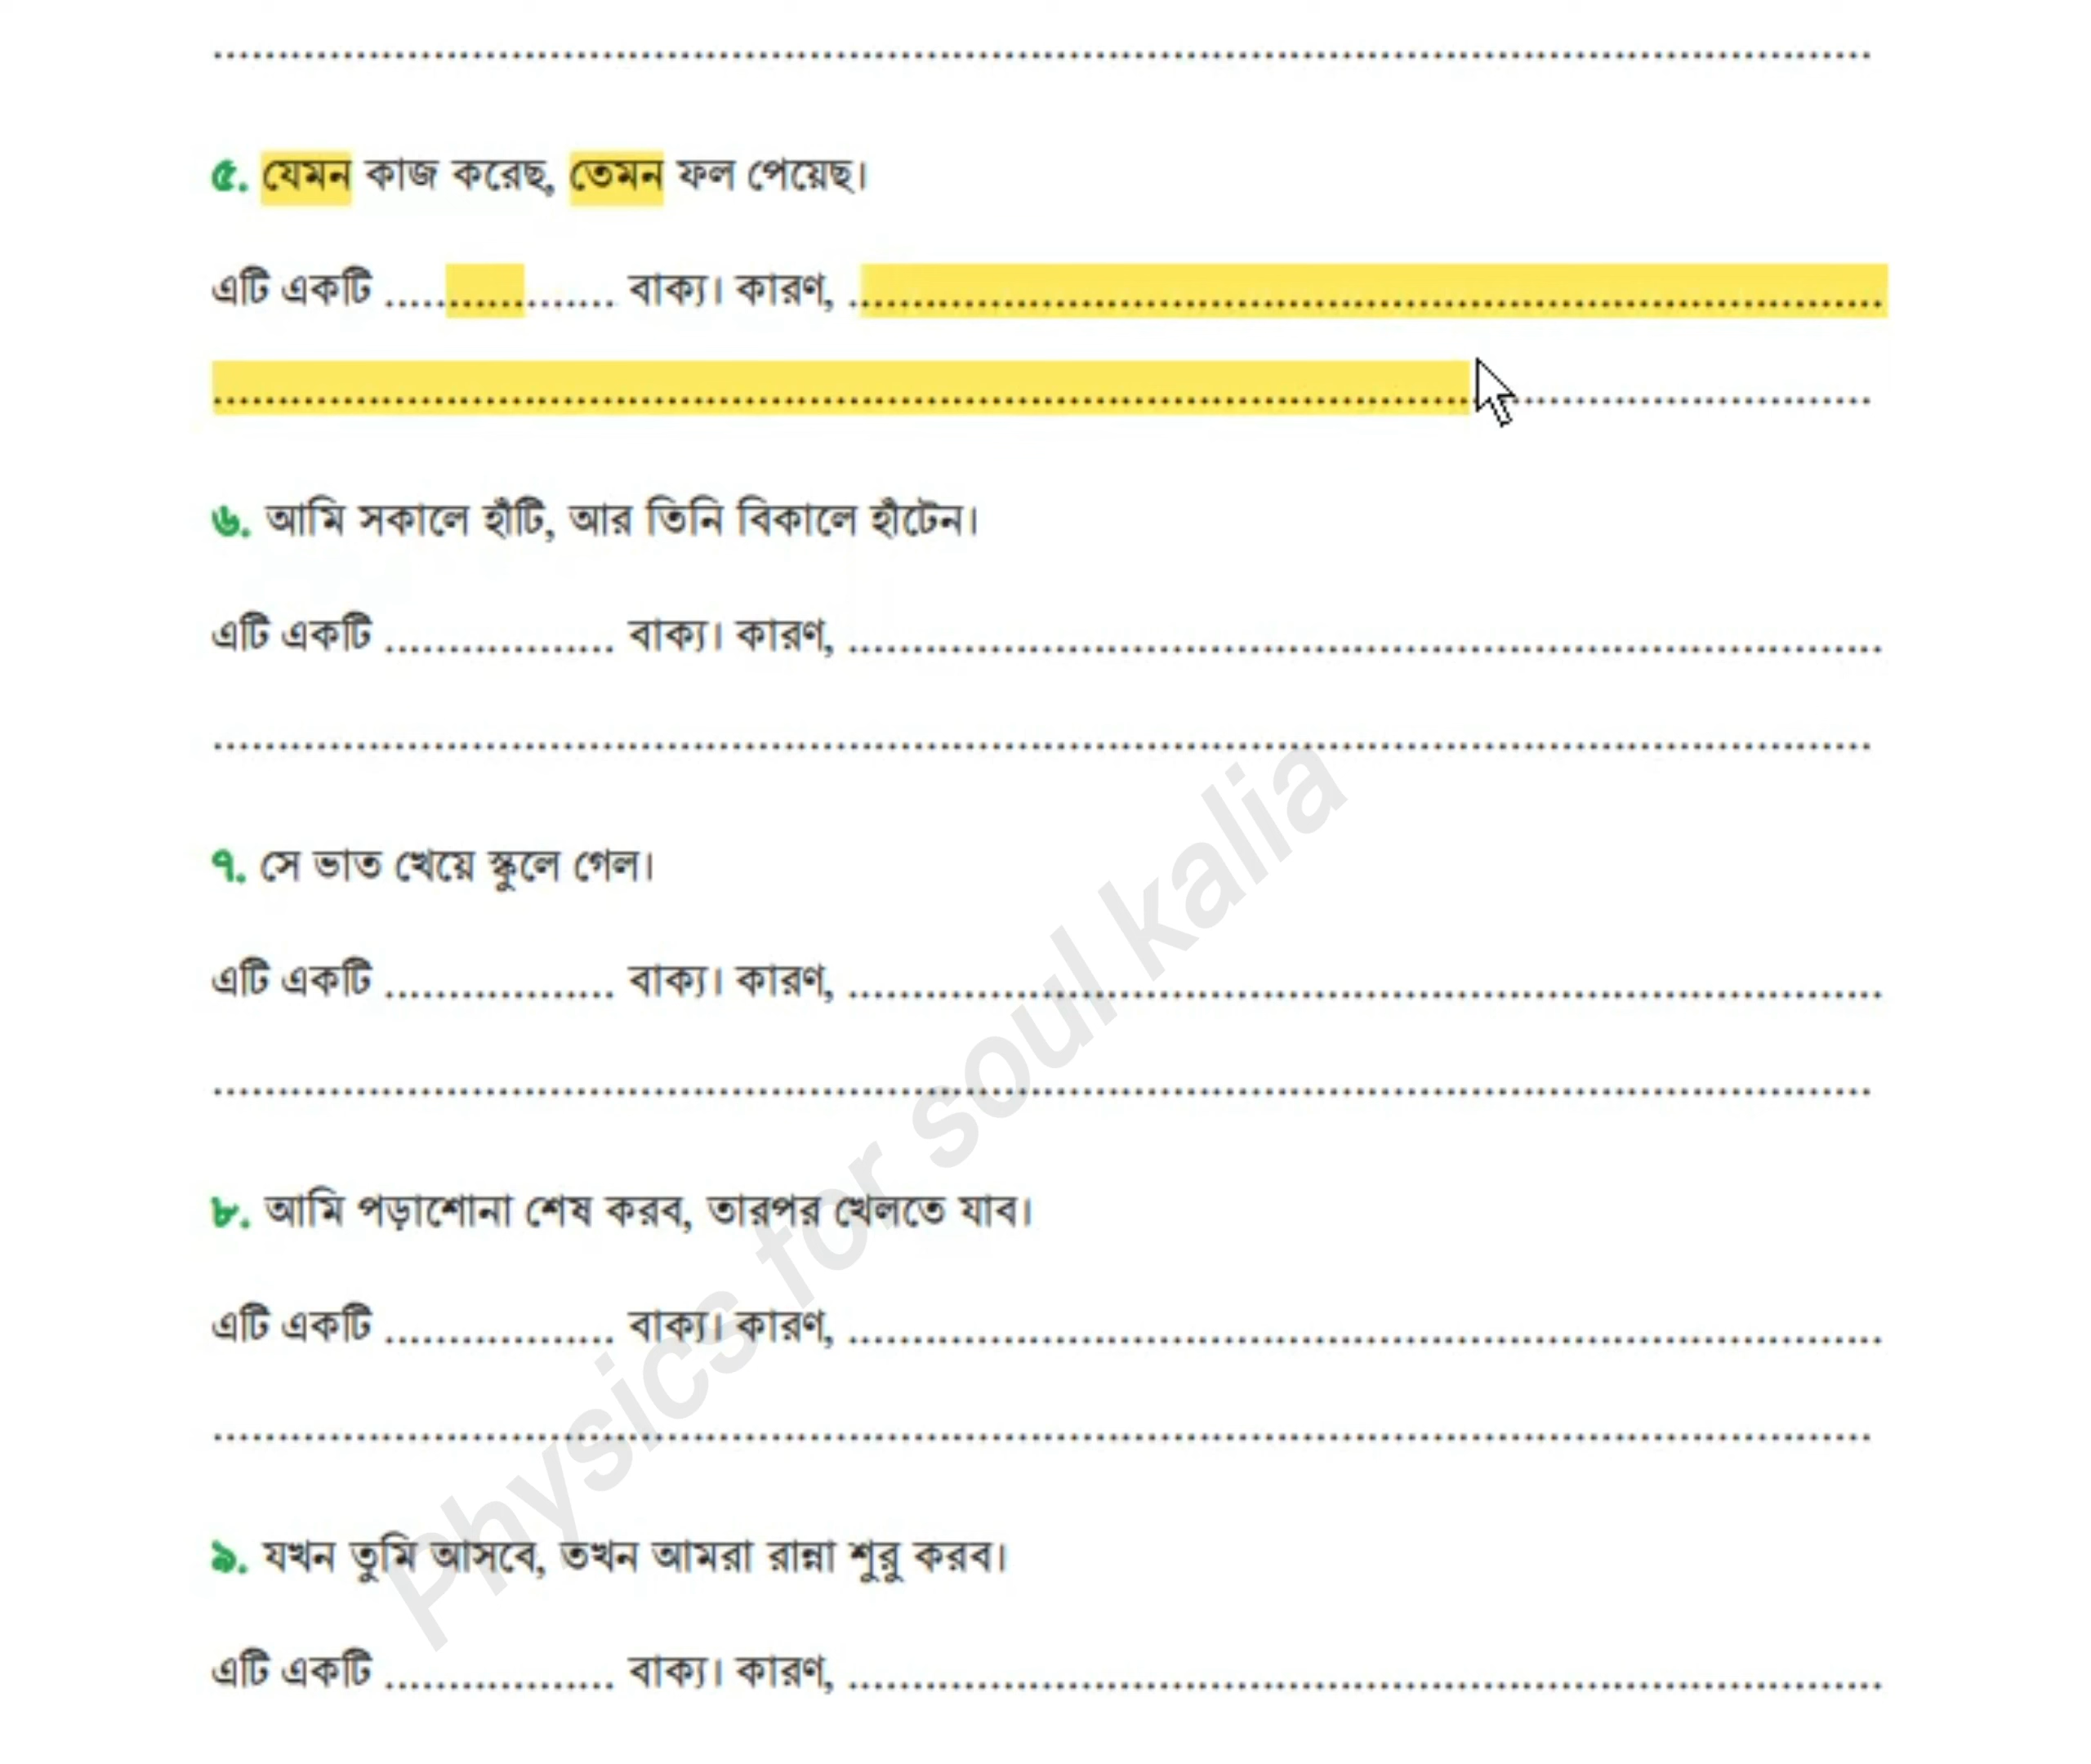 ....................................................................................................
৫. যেমন কাজ করেছ, তেমন ফল পেয়েছ।
এটি একটি .................. বাক্য। কারণ, ................................................................................
....................................................................................................
৬. আমি সকালে হাঁটি, আর তিনি বিকালে হাঁটেন।
এটি একটি .................. বাক্য। কারণ, ................................................................................
....................................................................................................
৭. সে ভাত খেয়ে স্কুলে গেল।
এটি একটি .................. বাক্য। কারণ, ................................................................................
....................................................................................................
৮. আমি পড়াশোনা শেষ করব, তারপর খেলতে যাব।
এটি একটি .................. বাক্য। কারণ, ................................................................................
....................................................................................................
৯. যখন তুমি আসবে, তখন আমরা রান্না শুরু করব।
এটি একটি .................. বাক্য। কারণ, ................................................................................
Physics for soul kalia